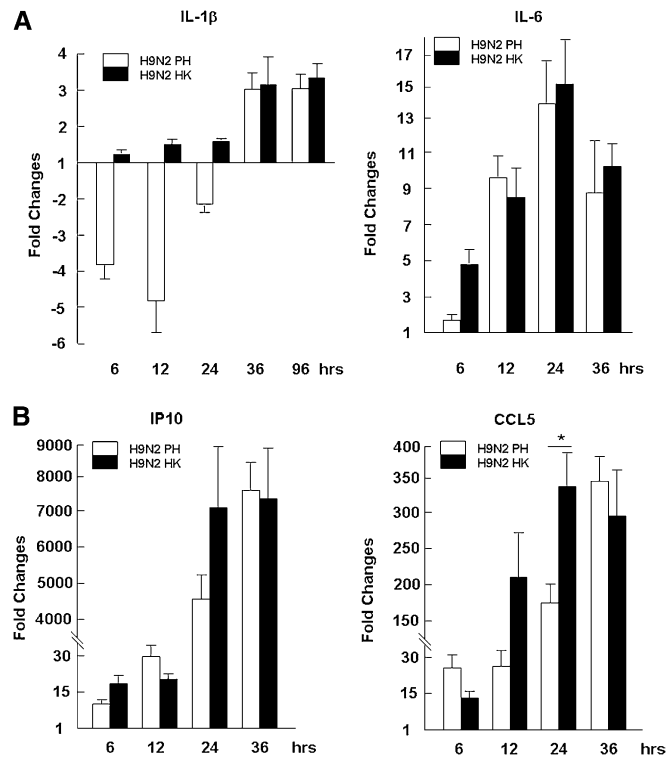 A
IL-1β
H9N2 PH
H9N2 HK
Fold Changes
4
3
2
1
-2
-3
-4
-5
-6
6 12 24 36 96 hrs
IL-6
H9N2 PH
H9N2 HK
Fold Changes
17
15
13
11
9
7
5
3
1
6 12 24 36 hrs
B
IP10
H9N2 PH
H9N2 HK
Fold Changes
9000
8000
7000
6000
5000
4000
30
15
1
6 12 24 36 hrs
CCL5
H9N2 PH
H9N2 HK
*
Fold Changes
400
350
300
250
200
150
30
15
1
6 12 24 36 hrs